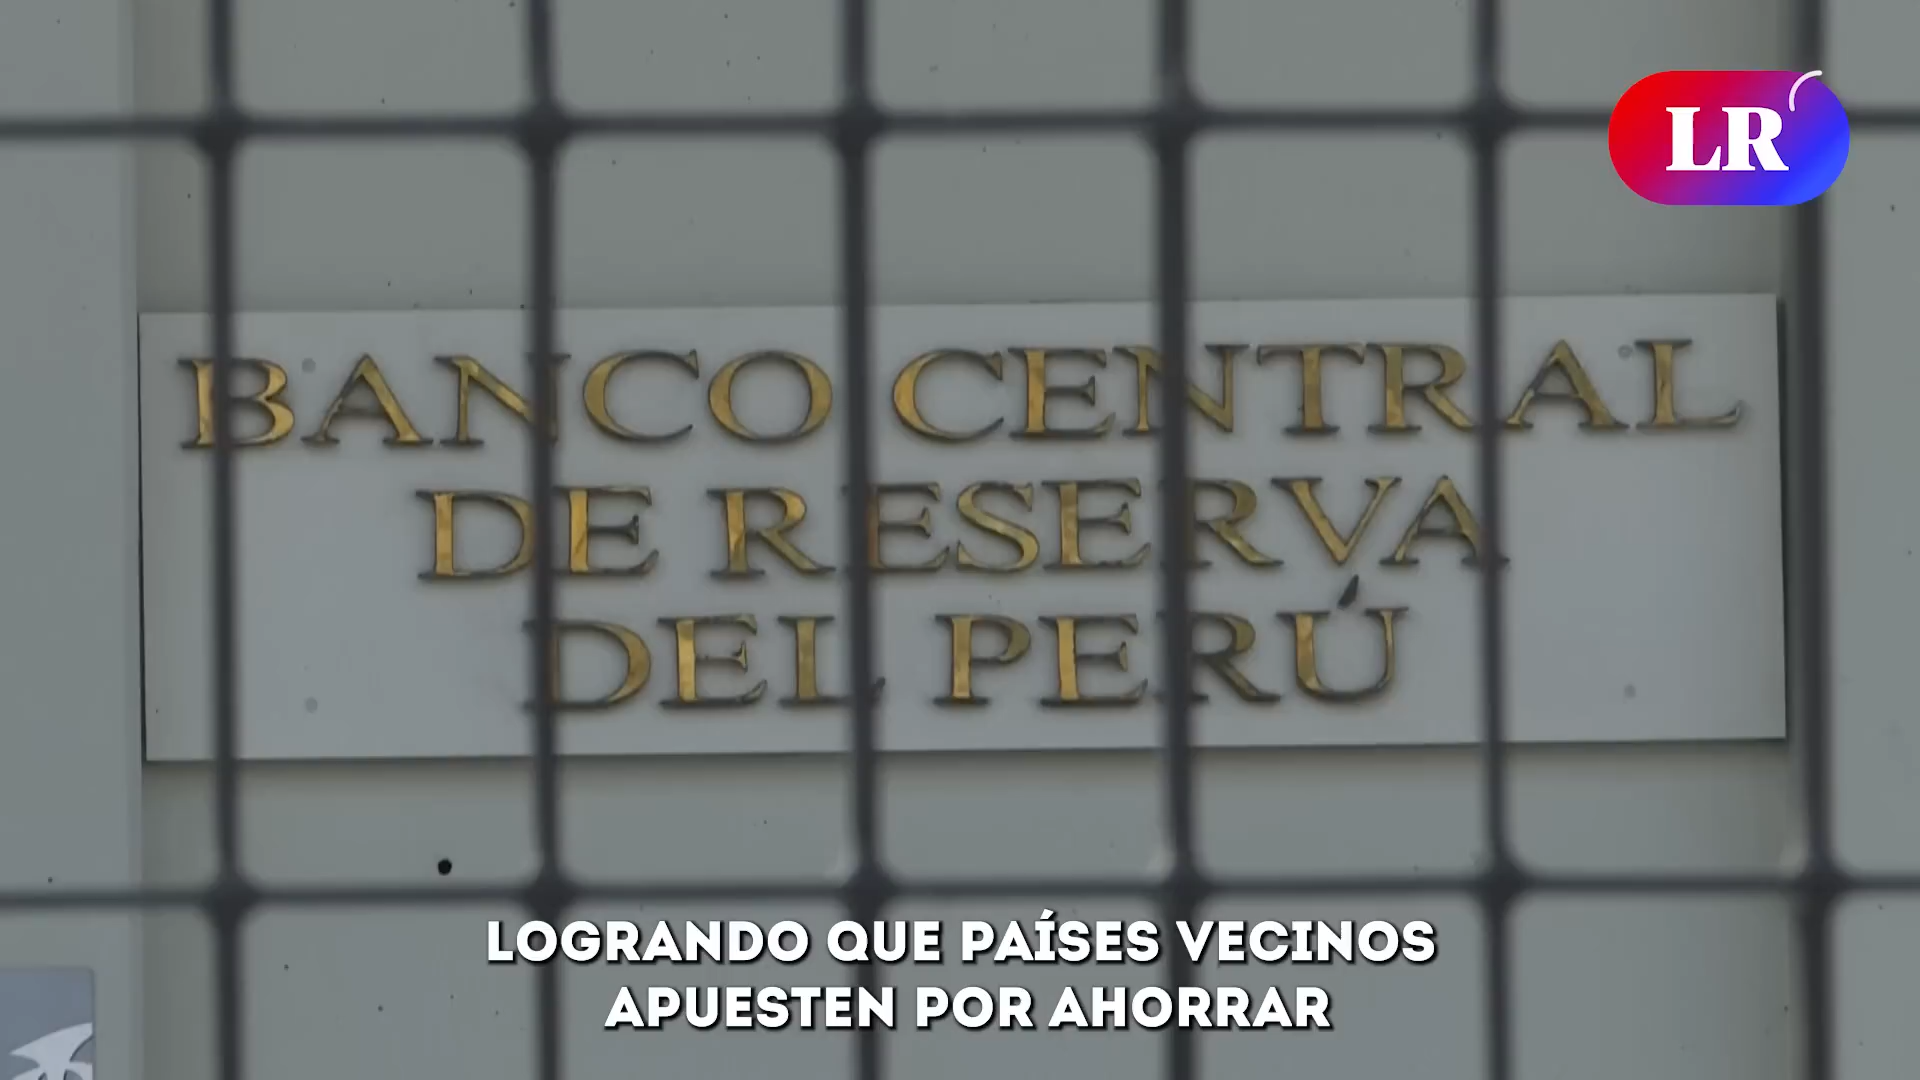 LR
BANCO CENTRAL
DE RESERVA
DEL PERÚ
LOGRANDO QUE PAÍSES VECINOS
APUESTEN POR AHORRAR